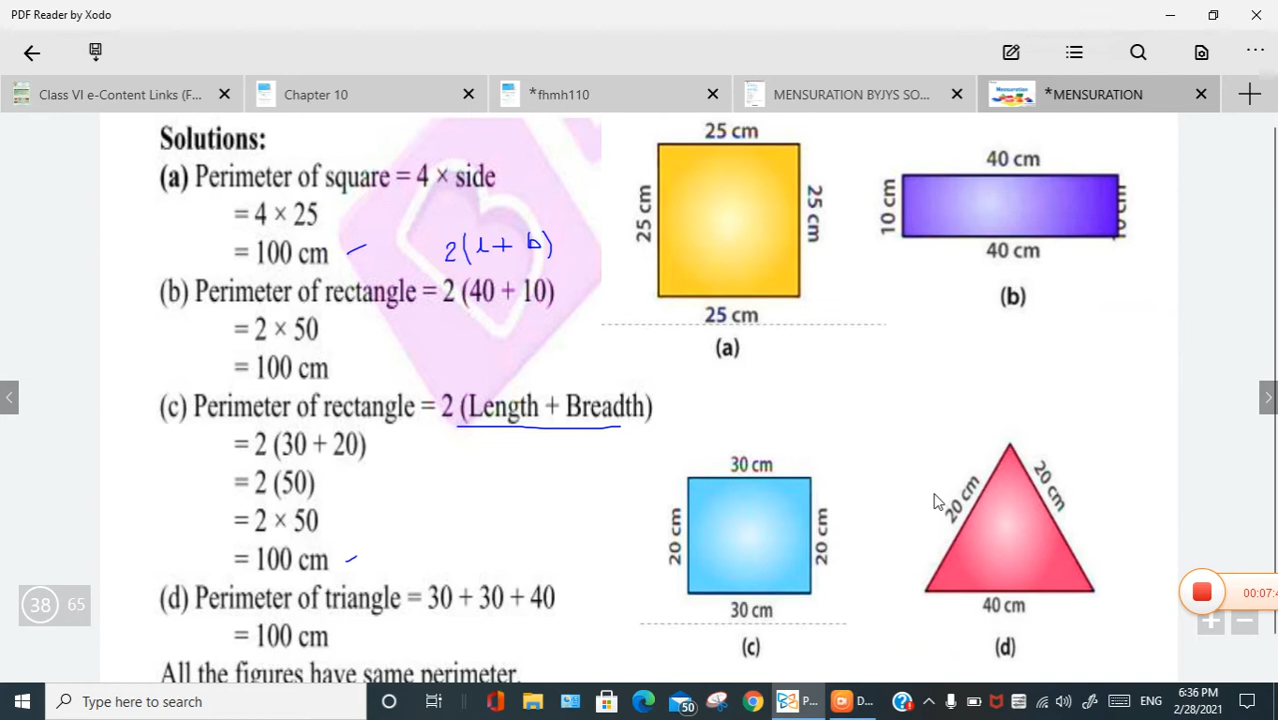 PDF Reader by Xodo
Class VI e-Content Links (F...
Chapter 10
*fhmh110
MENSURATION BYJYS SO...
*MENSURATION
Solutions:
(a) Perimeter of square = 4 × side
= 4 × 25
= 100 cm
2(l + b)
(b) Perimeter of rectangle = 2 (40 + 10)
= 2 × 50
= 100 cm
(c) Perimeter of rectangle = 2 (Length + Breadth)
= 2 (30 + 20)
= 2 (50)
= 2 × 50
= 100 cm
(d) Perimeter of triangle = 30 + 30 + 40
= 100 cm
All the figures have same perimeter.
25 cm
25 cm
25 cm
25 cm
(a)
40 cm
10 cm
10 cm
40 cm
(b)
30 cm
20 cm
20 cm
30 cm
(c)
20 cm
20 cm
40 cm
(d)
Mensuration
38 65
00:07:4
Type here to search
50
P...
D...
ENG
6:36 PM
2/28/2021